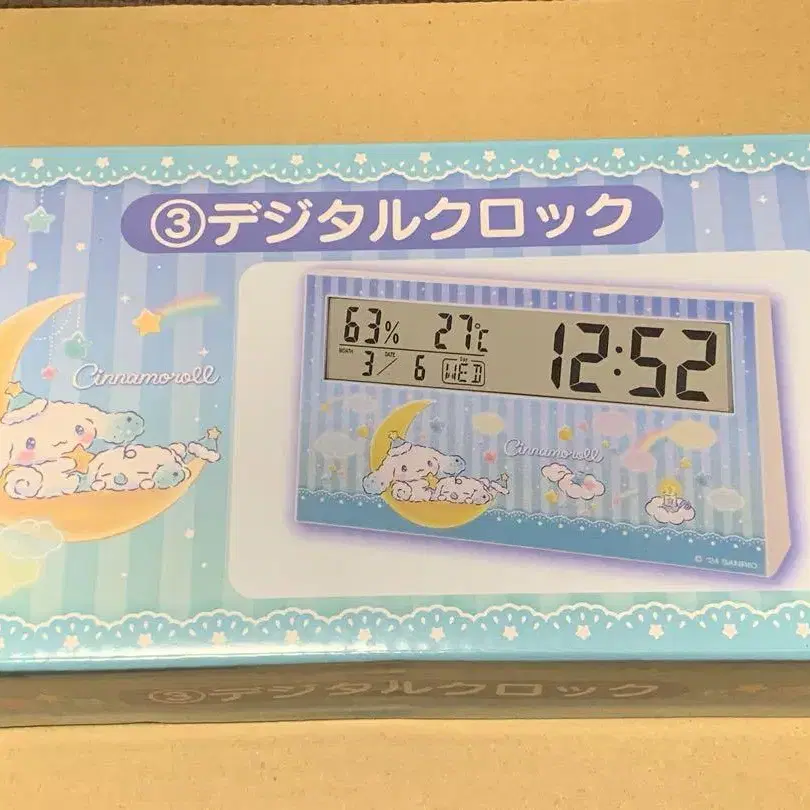 ③デジタルクロック
Cinnamoroll
63% 27℃ 12:52
MONTH DATE DAY
3/6 WED
Cinnamoroll
© '24 SANRIO
③デジタルクロック